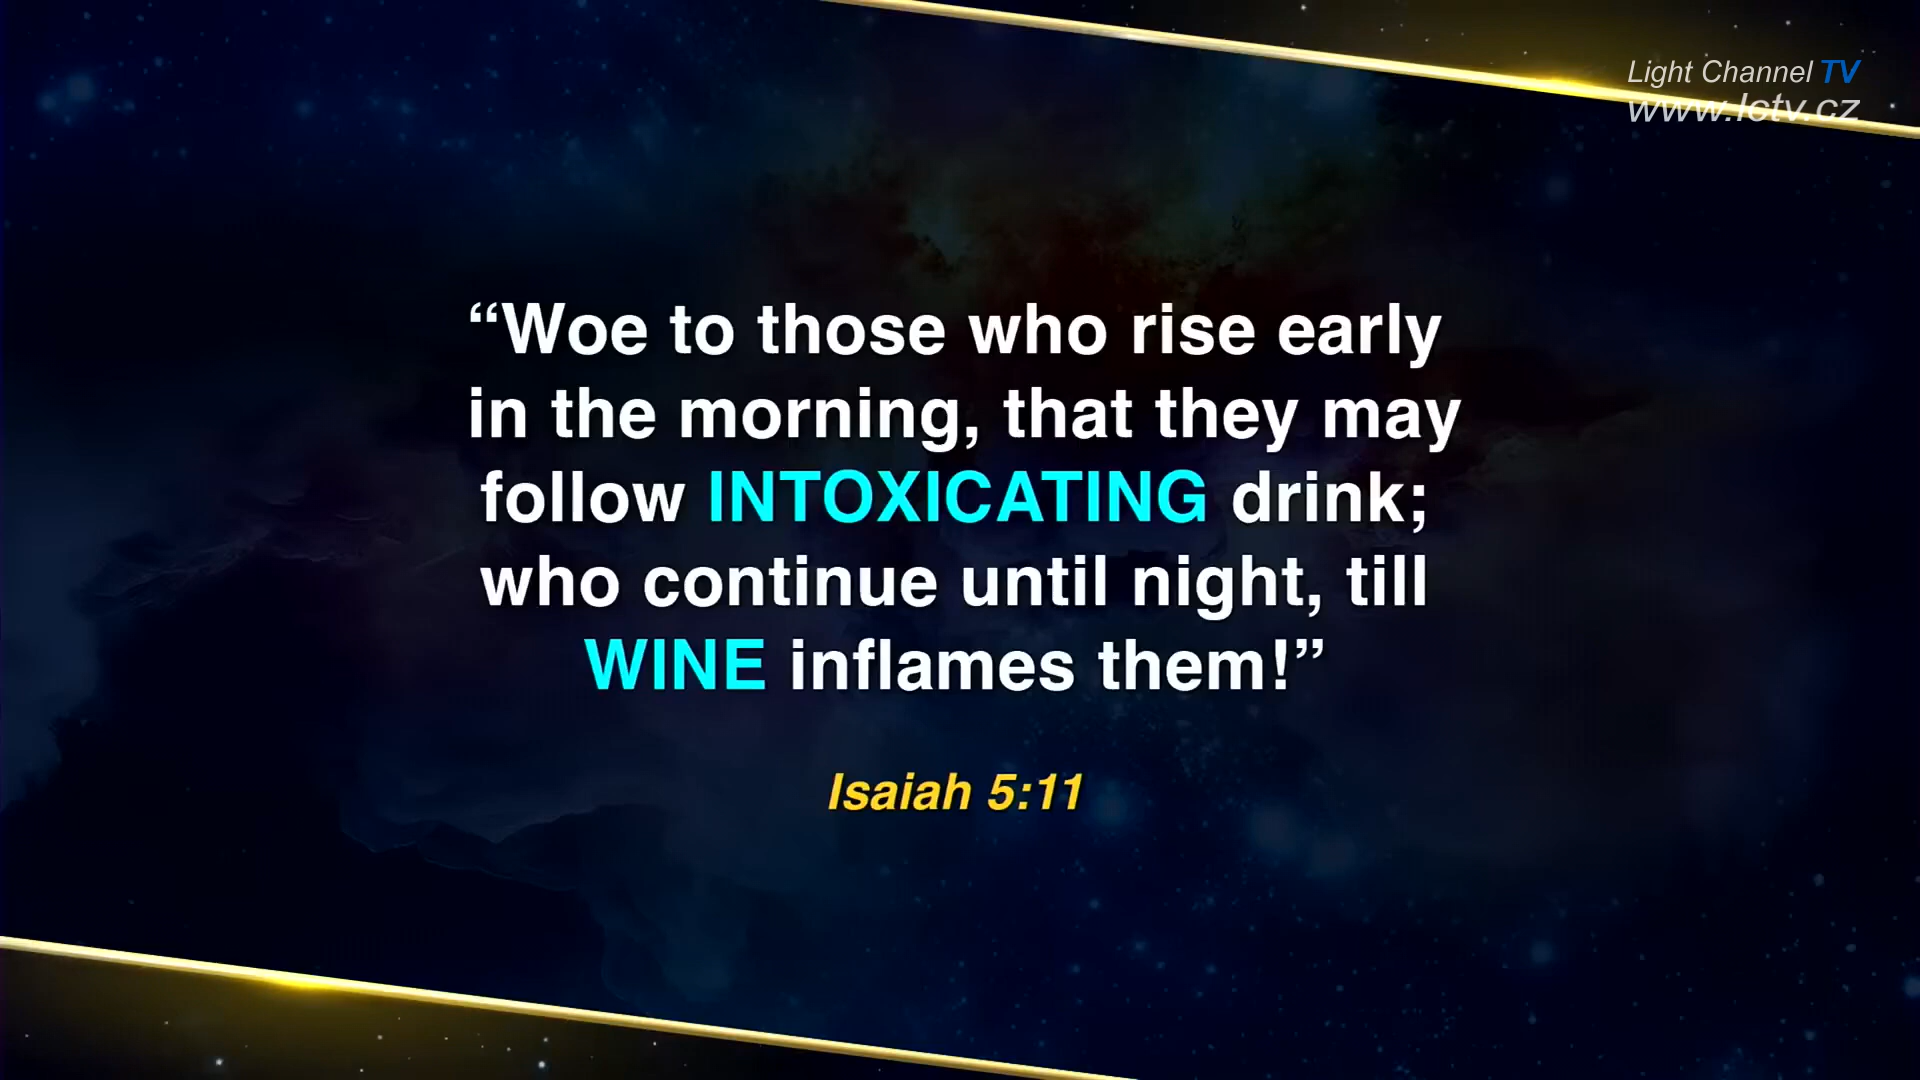 Light Channel TV
www.lctv.cz
“Woe to those who rise early
in the morning, that they may
follow INTOXICATING drink;
who continue until night, till
WINE inflames them!”
Isaiah 5:11